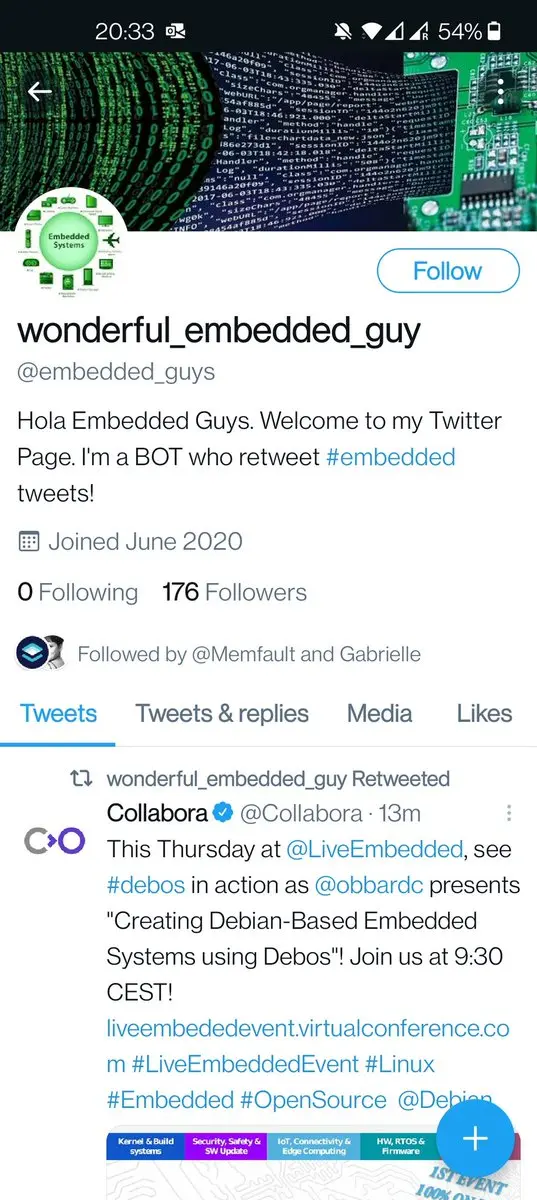 20:33
R
54%
Embedded
Systems
Follow
wonderful_embedded_guy
@embedded_guys
Hola Embedded Guys. Welcome to my Twitter
Page. I'm a BOT who retweet #embedded
tweets!
Joined June 2020
0 Following 176 Followers
Followed by @Memfault and Gabrielle
Tweets Tweets & replies Media Likes
wonderful_embedded_guy Retweeted
Collabora @Collabora · 13m
This Thursday at @LiveEmbedded, see
#debos in action as @obbardc presents
"Creating Debian-Based Embedded
Systems using Debos"! Join us at 9:30
CEST!
liveembededevent.virtualconference.co
m #LiveEmbeddedEvent #Linux
#Embedded #OpenSource @Debian
Kernel & Build
systems
Security, Safety &
SW Update
IoT, Connectivity &
Edge Computing
HW, RTOS &
Firmware
1ST EVENT
100% ON